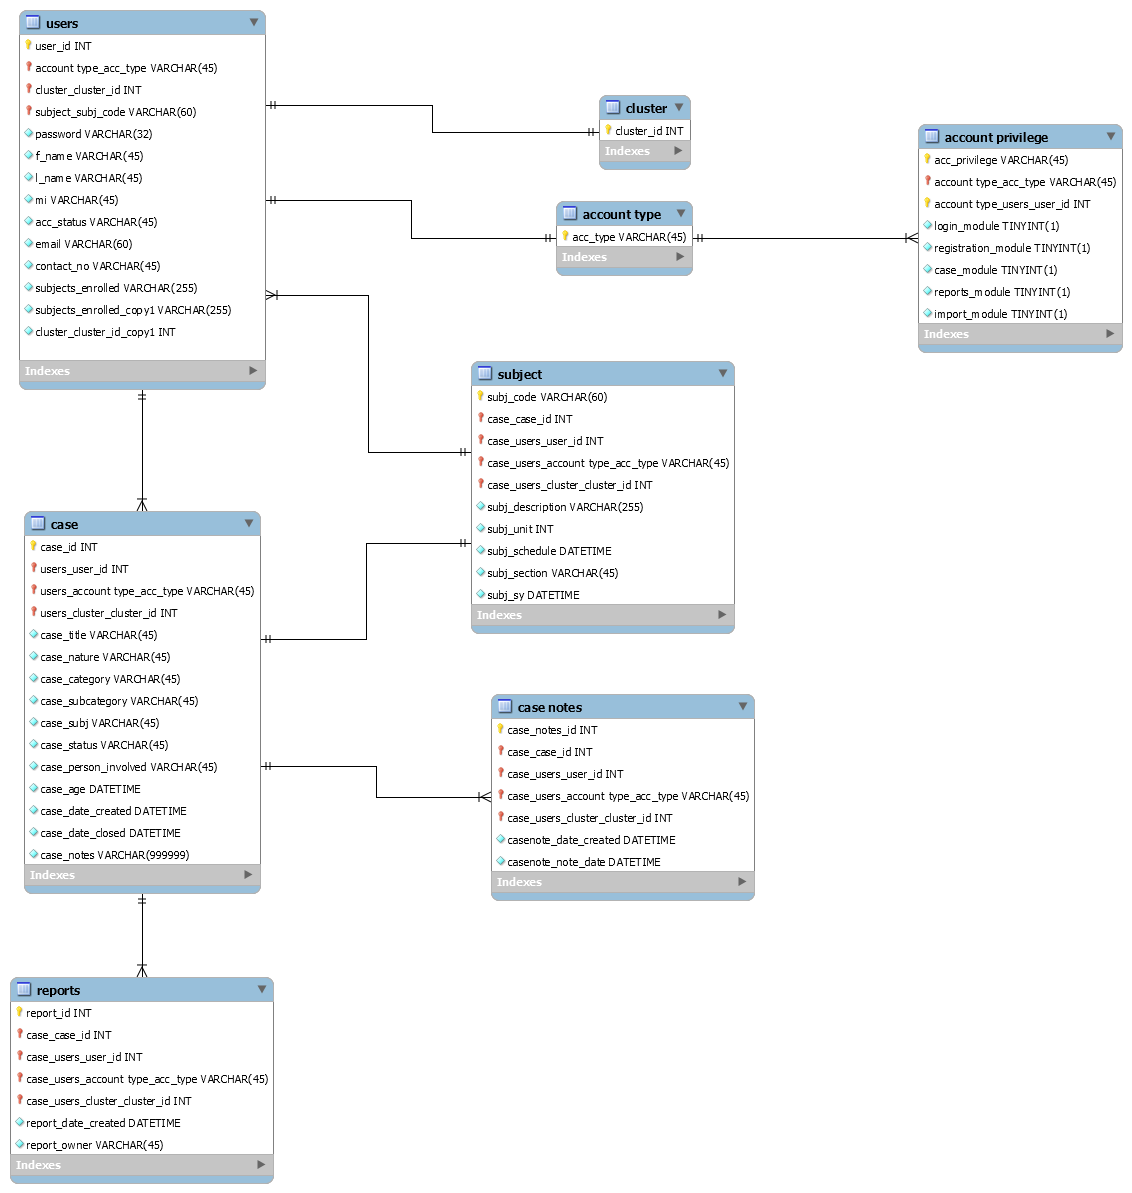 users
user_id INT
account type_acc_type VARCHAR(45)
cluster_cluster_id INT
subject_subj_code VARCHAR(60)
password VARCHAR(32)
f_name VARCHAR(45)
l_name VARCHAR(45)
mi VARCHAR(45)
acc_status VARCHAR(45)
email VARCHAR(60)
contact_no VARCHAR(45)
subjects_enrolled VARCHAR(255)
subjects_enrolled_copy1 VARCHAR(255)
cluster_cluster_id_copy1 INT
Indexes
cluster
cluster_id INT
Indexes
account type
acc_type VARCHAR(45)
Indexes
account privilege
acc_privilege VARCHAR(45)
account type_acc_type VARCHAR(45)
account type_users_user_id INT
login_module TINYINT(1)
registration_module TINYINT(1)
case_module TINYINT(1)
reports_module TINYINT(1)
import_module TINYINT(1)
Indexes
subject
subj_code VARCHAR(60)
case_case_id INT
case_users_user_id INT
case_users_account type_acc_type VARCHAR(45)
case_users_cluster_cluster_id INT
subj_description VARCHAR(255)
subj_unit INT
subj_schedule DATETIME
subj_section VARCHAR(45)
subj_sy DATETIME
Indexes
case
case_id INT
users_user_id INT
users_account type_acc_type VARCHAR(45)
users_cluster_cluster_id INT
case_title VARCHAR(45)
case_nature VARCHAR(45)
case_category VARCHAR(45)
case_subcategory VARCHAR(45)
case_subj VARCHAR(45)
case_status VARCHAR(45)
case_person_involved VARCHAR(45)
case_age DATETIME
case_date_created DATETIME
case_date_closed DATETIME
case_notes VARCHAR(999999)
Indexes
case notes
case_notes_id INT
case_case_id INT
case_users_user_id INT
case_users_account type_acc_type VARCHAR(45)
case_users_cluster_cluster_id INT
casenote_date_created DATETIME
casenote_note_date DATETIME
Indexes
reports
report_id INT
case_case_id INT
case_users_user_id INT
case_users_account type_acc_type VARCHAR(45)
case_users_cluster_cluster_id INT
report_date_created DATETIME
report_owner VARCHAR(45)
Indexes